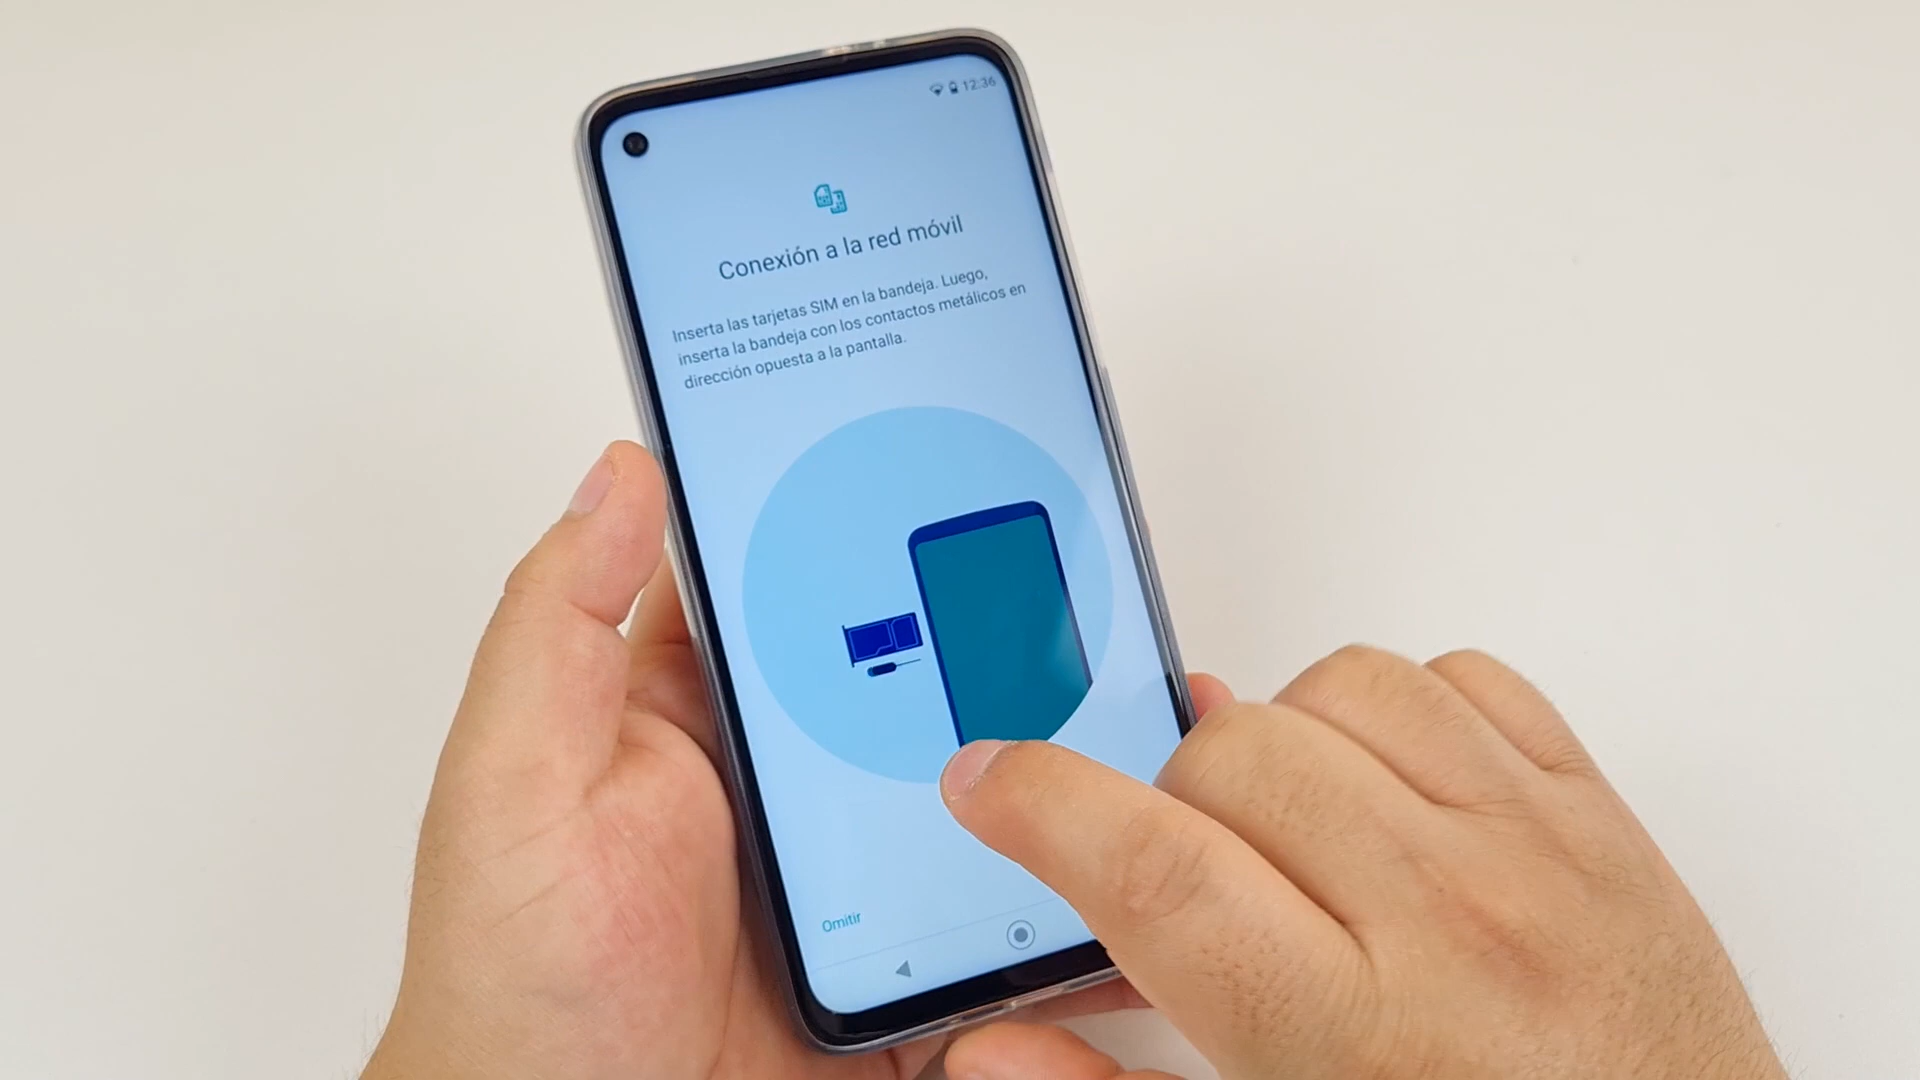 12:36
Conexión a la red móvil
Inserta las tarjetas SIM en la bandeja. Luego,
inserta la bandeja con los contactos metálicos en
dirección opuesta a la pantalla.
Omitir